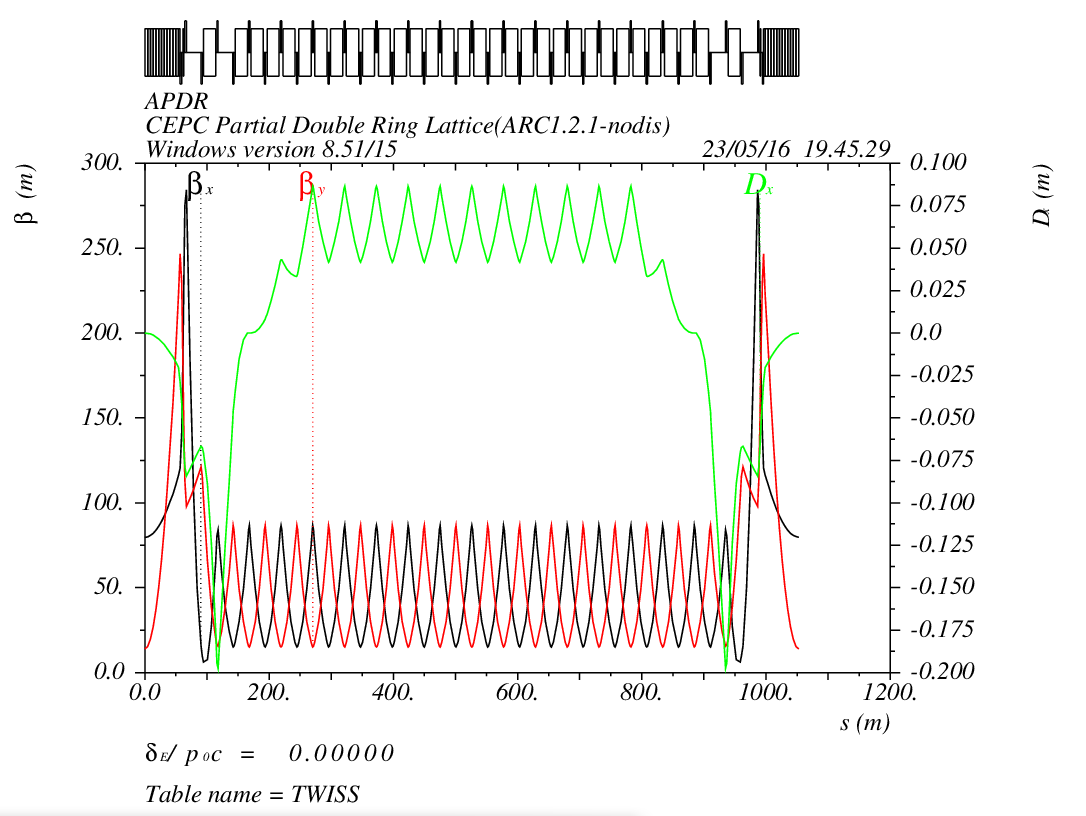 APDR
CEPC Partial Double Ring Lattice(ARC1.2.1-nodis)
Windows version 8.51/15 23/05/16 19.45.29
β (m)
300.
250.
200.
150.
100.
50.
0.0
βx βy Dx
0.100
0.075
0.050
0.025
0.0
-0.025
-0.050
-0.075
-0.100
-0.125
-0.150
-0.175
-0.200
D (m)
0.0 200. 400. 600. 800. 1000. 1200.
s (m)
δE/ p0c = 0.00000
Table name = TWISS